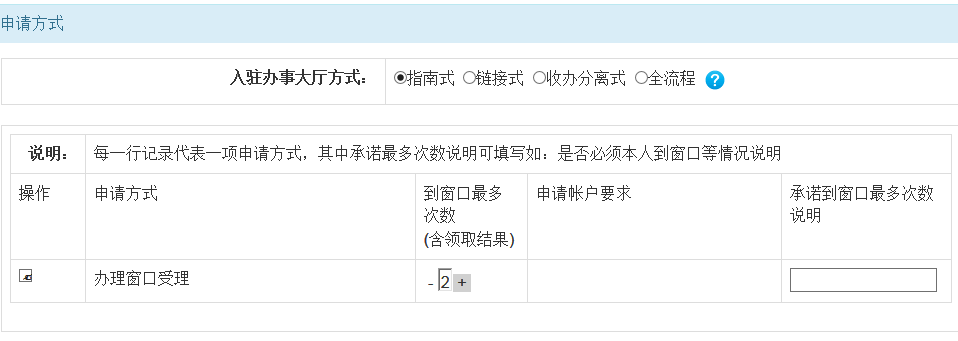 申请方式
入驻办事大厅方式： 指南式 链接式 收办分离式 全流程 ?
说明： 每一行记录代表一项申请方式，其中承诺最多次数说明可填写如：是否必须本人到窗口等情况说明
操作 申请方式 到窗口最多 申请帐户要求 承诺到窗口最多次数
次数 说明
(含领取结果)
办理窗口受理 - 2 +